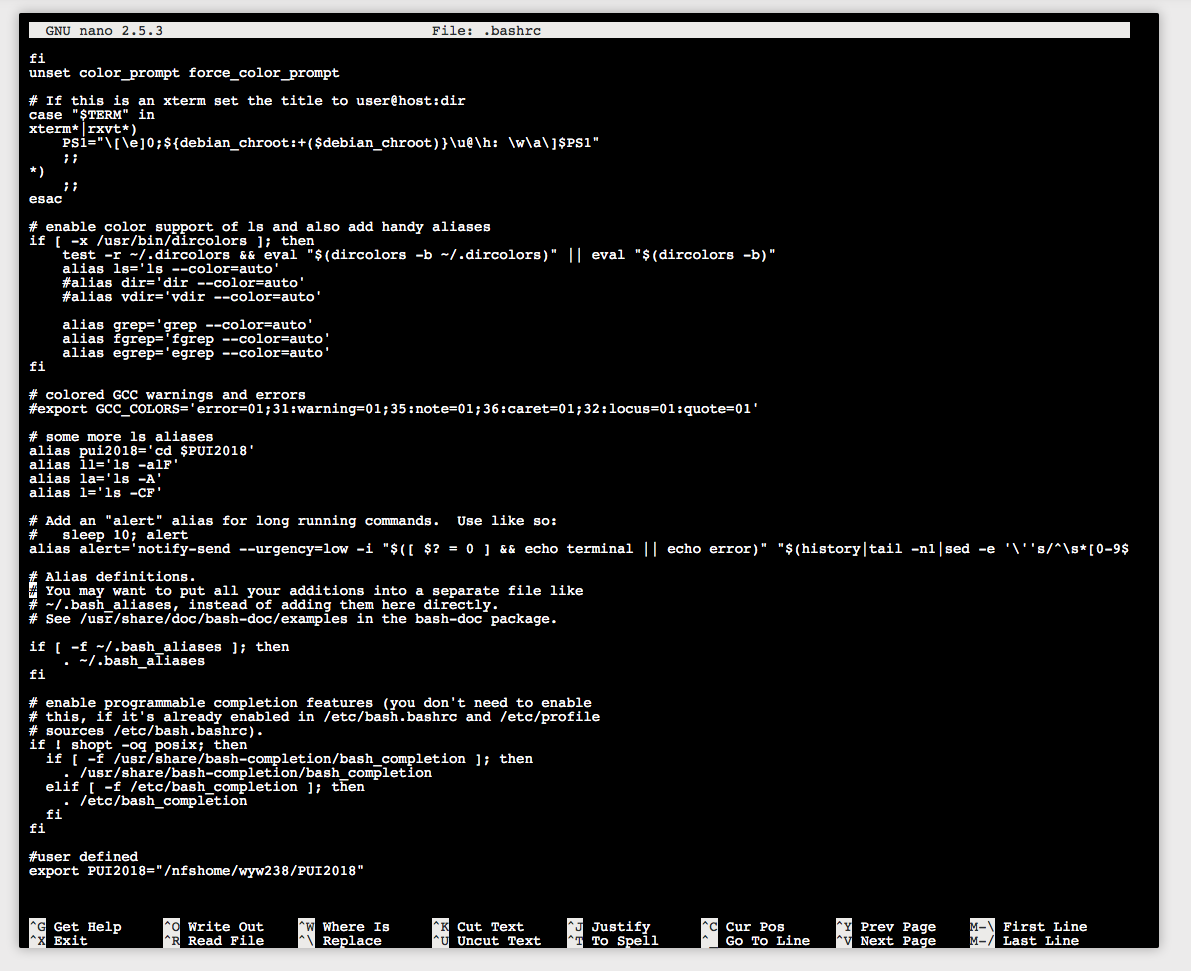 GNU nano 2.5.3 File: .bashrc
fi
unset color_prompt force_color_prompt
# If this is an xterm set the title to user@host:dir
case "$TERM" in
xterm*|rxvt*)
    PS1="\[\e]0;${debian_chroot:+($debian_chroot)}\u@\h: \w\a\]$PS1"
    ;;
*)
    ;;
esac
# enable color support of ls and also add handy aliases
if [ -x /usr/bin/dircolors ]; then
    test -r ~/.dircolors && eval "$(dircolors -b ~/.dircolors)" || eval "$(dircolors -b)"
    alias ls='ls --color=auto'
    #alias dir='dir --color=auto'
    #alias vdir='vdir --color=auto'
    alias grep='grep --color=auto'
    alias fgrep='fgrep --color=auto'
    alias egrep='egrep --color=auto'
fi
# colored GCC warnings and errors
#export GCC_COLORS='error=01;31:warning=01;35:note=01;36:caret=01;32:locus=01:quote=01'
# some more ls aliases
alias pui2018='cd $PUI2018'
alias ll='ls -alF'
alias la='ls -A'
alias l='ls -CF'
# Add an "alert" alias for long running commands.  Use like so:
#   sleep 10; alert
alias alert='notify-send --urgency=low -i "$([ $? = 0 ] && echo terminal || echo error)" "$(history|tail -n1|sed -e '\''s/^\s*[0-9$
# Alias definitions.
# You may want to put all your additions into a separate file like
# ~/.bash_aliases, instead of adding them here directly.
# See /usr/share/doc/bash-doc/examples in the bash-doc package.
if [ -f ~/.bash_aliases ]; then
    . ~/.bash_aliases
fi
# enable programmable completion features (you don't need to enable
# this, if it's already enabled in /etc/bash.bashrc and /etc/profile
# sources /etc/bash.bashrc).
if ! shopt -oq posix; then
  if [ -f /usr/share/bash-completion/bash_completion ]; then
    . /usr/share/bash-completion/bash_completion
  elif [ -f /etc/bash_completion ]; then
    . /etc/bash_completion
  fi
fi
#user defined
export PUI2018="/nfshome/wyw238/PUI2018"
^G Get Help ^O Write Out ^W Where Is ^K Cut Text ^J Justify ^C Cur Pos ^Y Prev Page M-\ First Line
^X Exit ^R Read File ^\ Replace ^U Uncut Text ^T To Spell ^_ Go To Line ^V Next Page M-/ Last Line